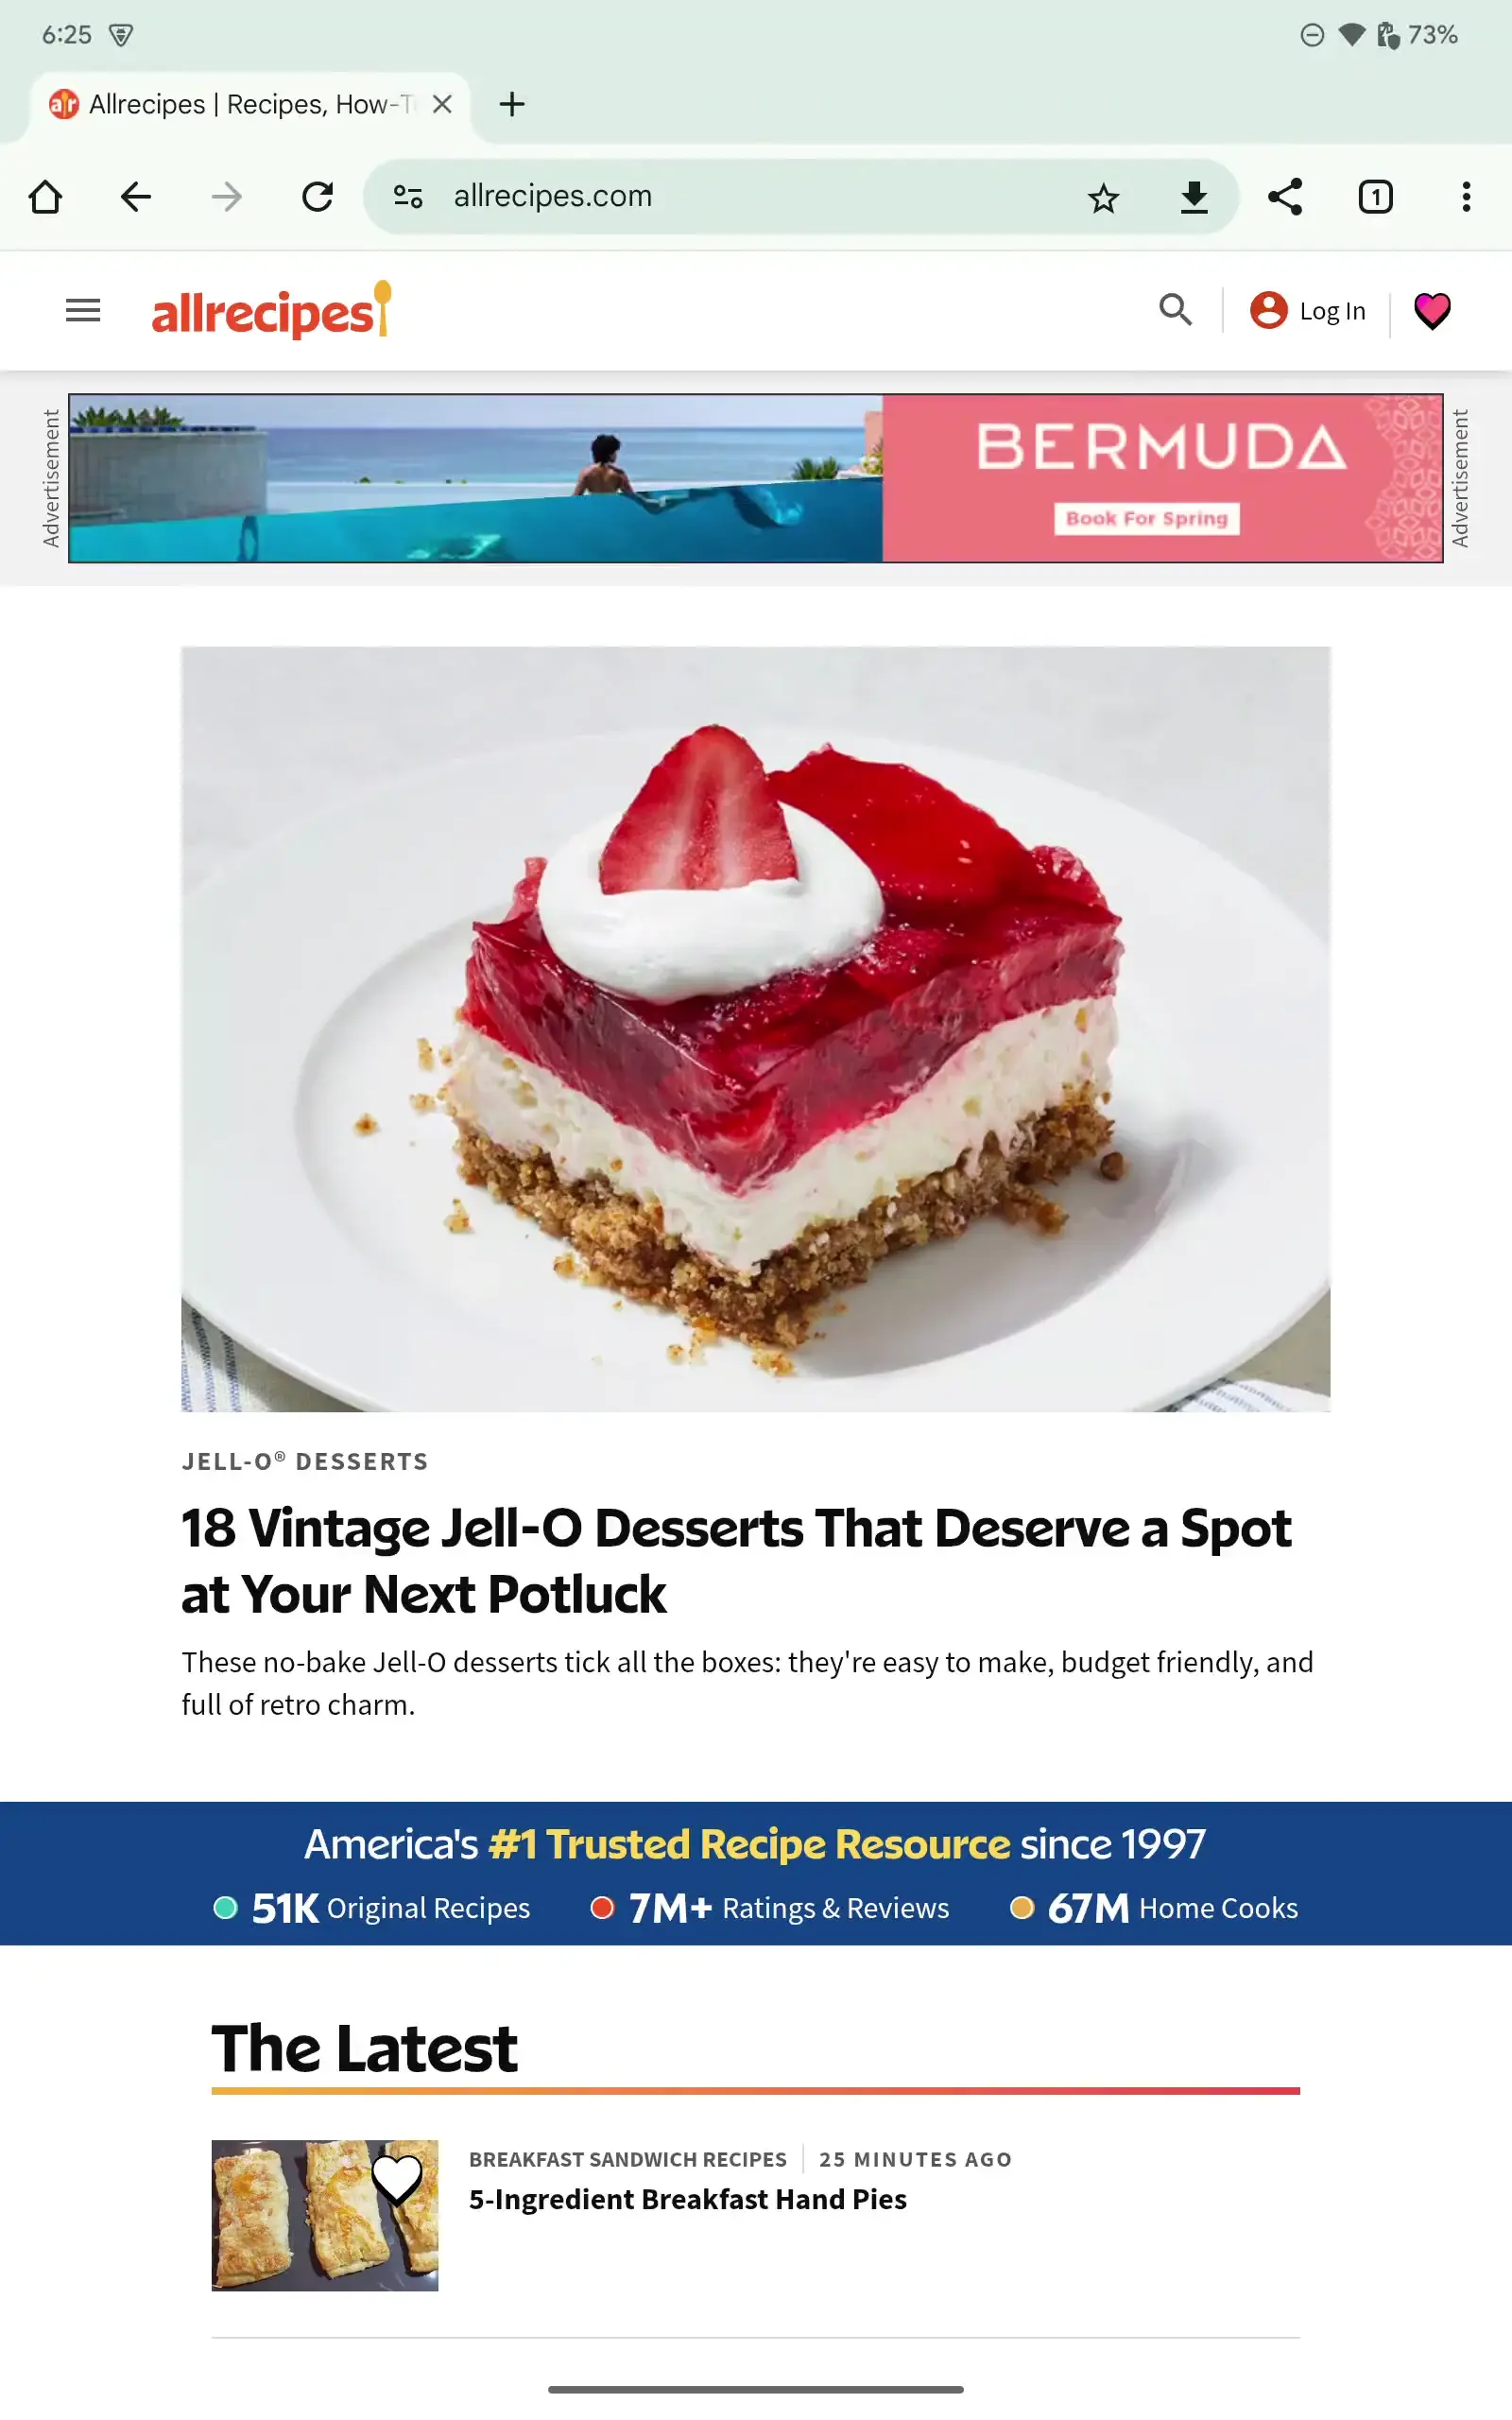 6:25
73%
Allrecipes | Recipes, How-T
allrecipes.com
1
allrecipes
Log In
Advertisement
BERMUDA
Book For Spring
Advertisement
JELL-O® DESSERTS
18 Vintage Jell-O Desserts That Deserve a Spot
at Your Next Potluck
These no-bake Jell-O desserts tick all the boxes: they're easy to make, budget friendly, and
full of retro charm.
America's #1 Trusted Recipe Resource since 1997
51K Original Recipes
7M+ Ratings & Reviews
67M Home Cooks
The Latest
BREAKFAST SANDWICH RECIPES
25 MINUTES AGO
5-Ingredient Breakfast Hand Pies